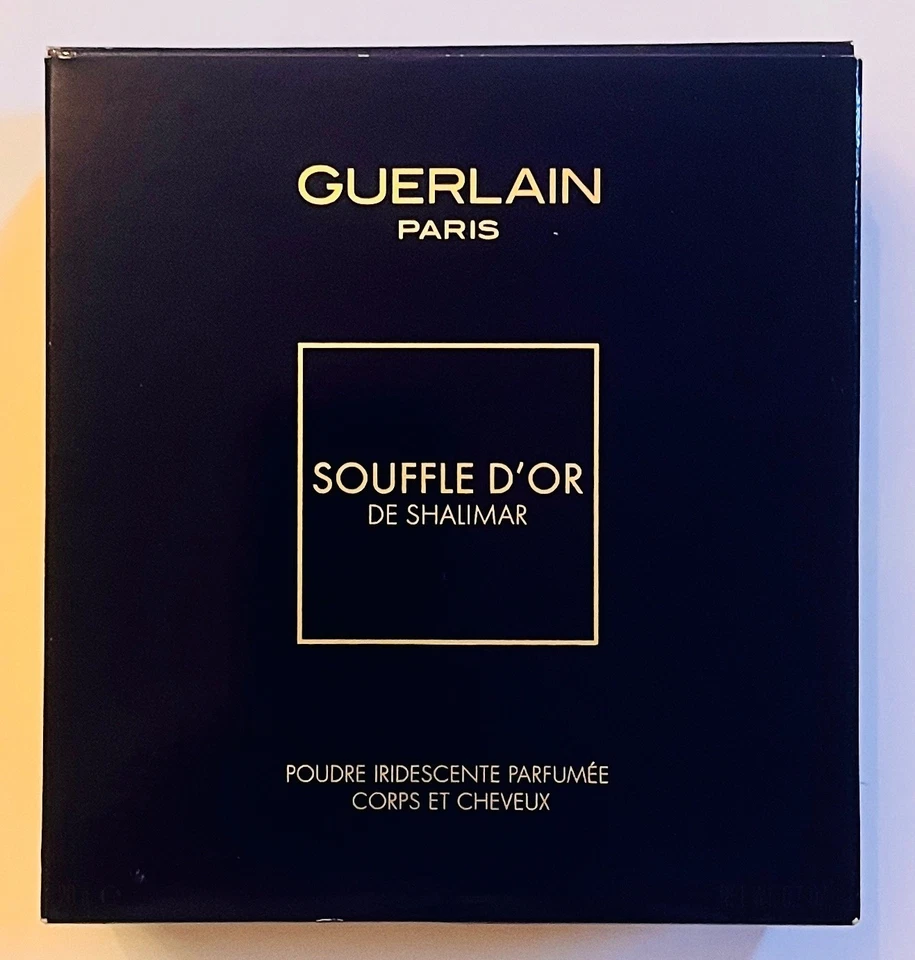 GUERLAIN
PARIS
SOUFFLE D'OR
DE SHALIMAR
POUDRE IRIDESCENTE PARFUMÉE
CORPS ET CHEVEUX